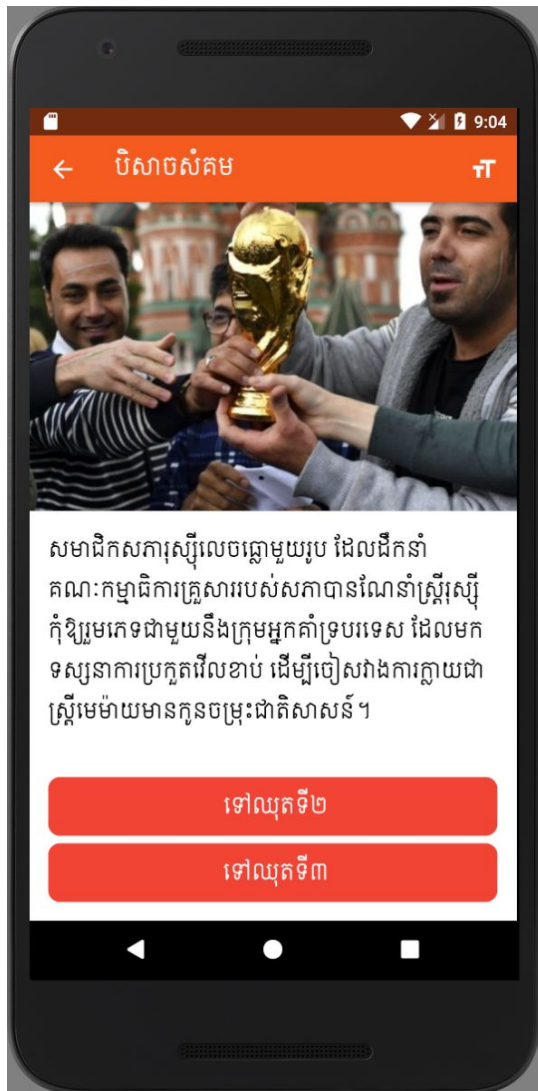 9:04
បិសាចសំគម
សមាជិកសភារុស្ស៊ីលេចធ្លោមួយរូប ដែលដឹកនាំ
គណៈកម្មាធិការគ្រួសាររបស់សភាបានណែនាំស្ត្រីរុស្ស៊ី
កុំឱ្យរួមភេទជាមួយនឹងក្រុមអ្នកគាំទ្របរទេស ដែលមក
ទស្សនាការប្រកួតវើលខាប់ ដើម្បីចៀសវាងការក្លាយជា
ស្ត្រីមេម៉ាយមានកូនចម្រុះជាតិសាសន៍។
ទៅឈុតទី២
ទៅឈុតទី៣